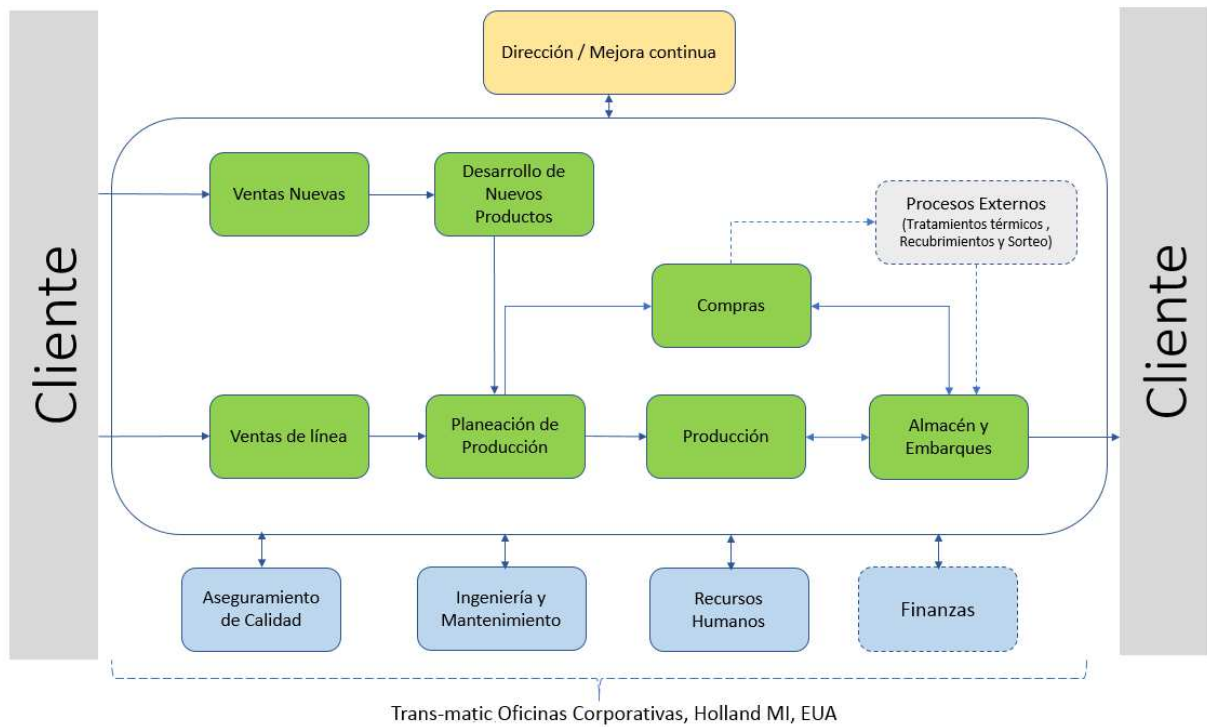 Dirección / Mejora continua
Cliente
Ventas Nuevas
Desarrollo de
Nuevos
Productos
Procesos Externos
(Tratamientos térmicos ,
Recubrimientos y Sorteo)
Compras
Cliente
Ventas de línea
Planeación de
Producción
Producción
Almacén y
Embarques
Aseguramiento
de Calidad
Ingeniería y
Mantenimiento
Recursos
Humanos
Finanzas
Trans-matic Oficinas Corporativas, Holland MI, EUA